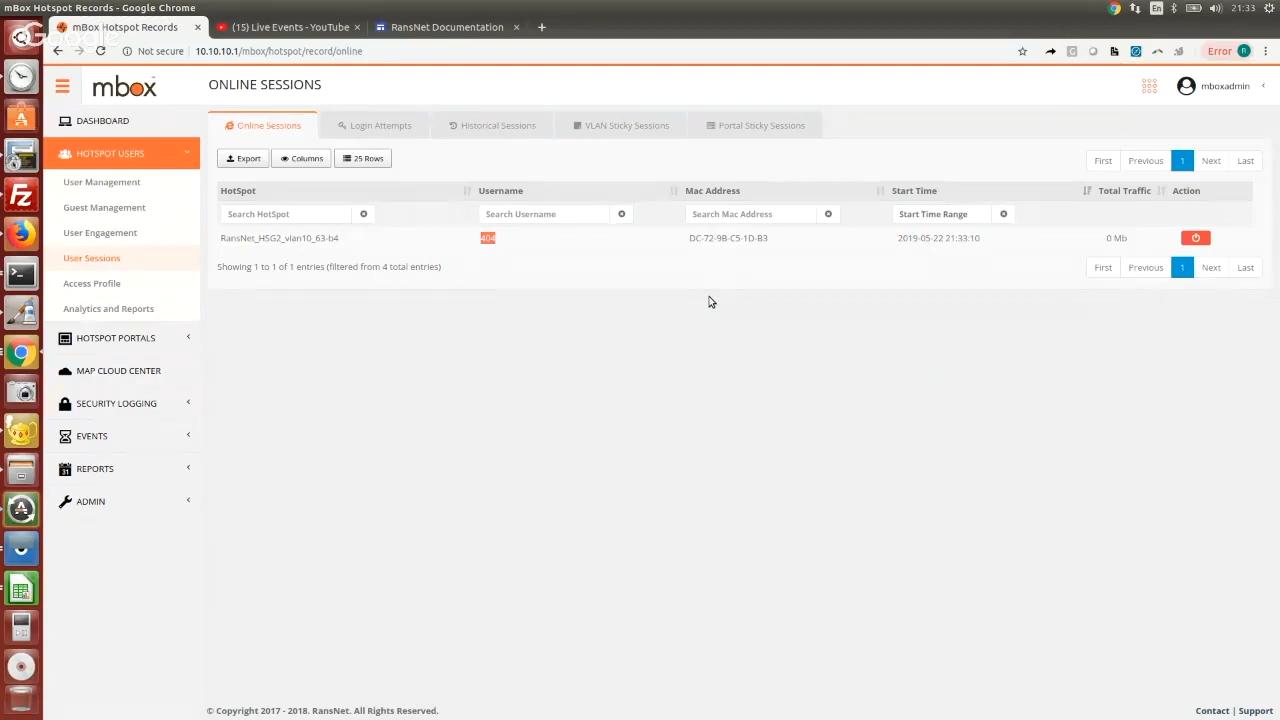 mBox Hotspot Records - Google Chrome
En
21:33
Google
mBox Hotspot Records
(15) Live Events - YouTube
RansNet Documentation
Not secure
10.10.10.1/mbox/hotspot/record/online
Error
R
mbox
ONLINE SESSIONS
mboxadmin
DASHBOARD
HOTSPOT USERS
User Management
Guest Management
User Engagement
User Sessions
Access Profile
Analytics and Reports
HOTSPOT PORTALS
MAP CLOUD CENTER
SECURITY LOGGING
EVENTS
REPORTS
ADMIN
Online Sessions
Login Attempts
Historical Sessions
VLAN Sticky Sessions
Portal Sticky Sessions
Export
Columns
25 Rows
First Previous 1 Next Last
HotSpot Username Mac Address Start Time Total Traffic Action
Search HotSpot Search Username Search Mac Address Start Time Range
RansNet_HSG2_vlan10_63-b4 404 DC-72-9B-C5-1D-B3 2019-05-22 21:33:10 0 Mb
Showing 1 to 1 of 1 entries (filtered from 4 total entries)
First Previous 1 Next Last
© Copyright 2017 - 2018. RansNet. All Rights Reserved.
Contact | Support